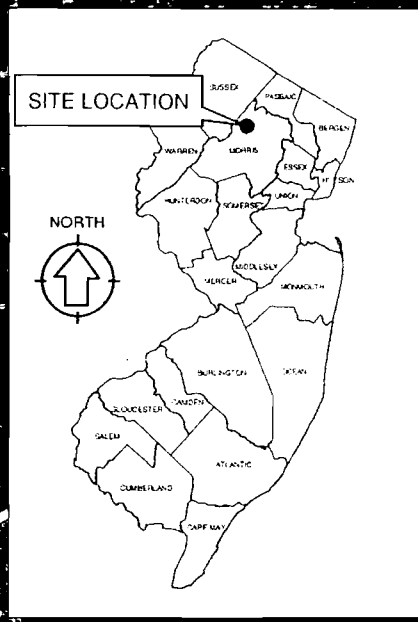 SUSSEX
PASSAIC
SITE LOCATION
BERGEN
WARREN
MORRIS
ESSEX
UNION
HUNTERDON
SOMERSET
NORTH
MIDDLESEX
MERCER
MONMOUTH
BURLINGTON
OCEAN
CAMDEN
GLOUCESTER
SALEM
ATLANTIC
CUMBERLAND
CAPE MAY